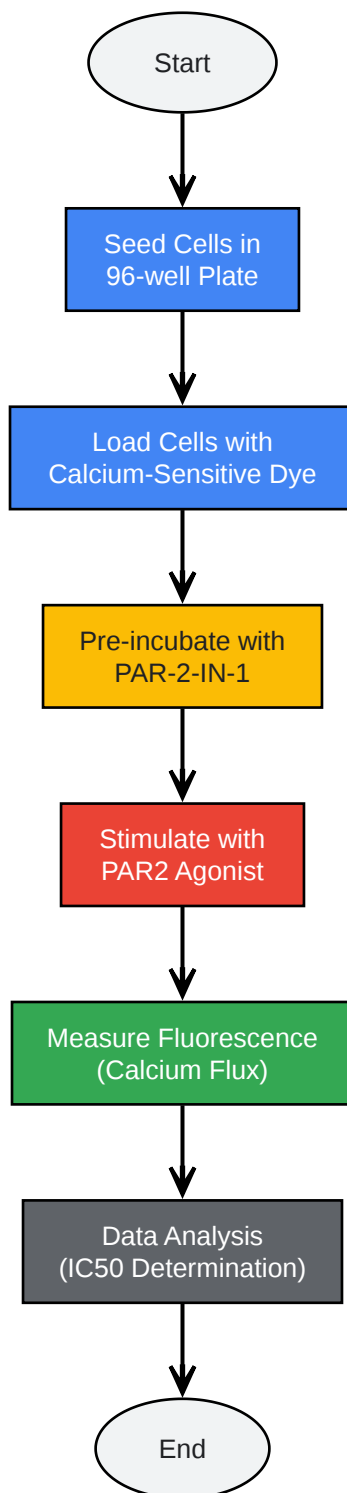 Start
Seed Cells in
96-well Plate
Load Cells with
Calcium-Sensitive Dye
Pre-incubate with
PAR-2-IN-1
Stimulate with
PAR2 Agonist
Measure Fluorescence
(Calcium Flux)
Data Analysis
(IC50 Determination)
End